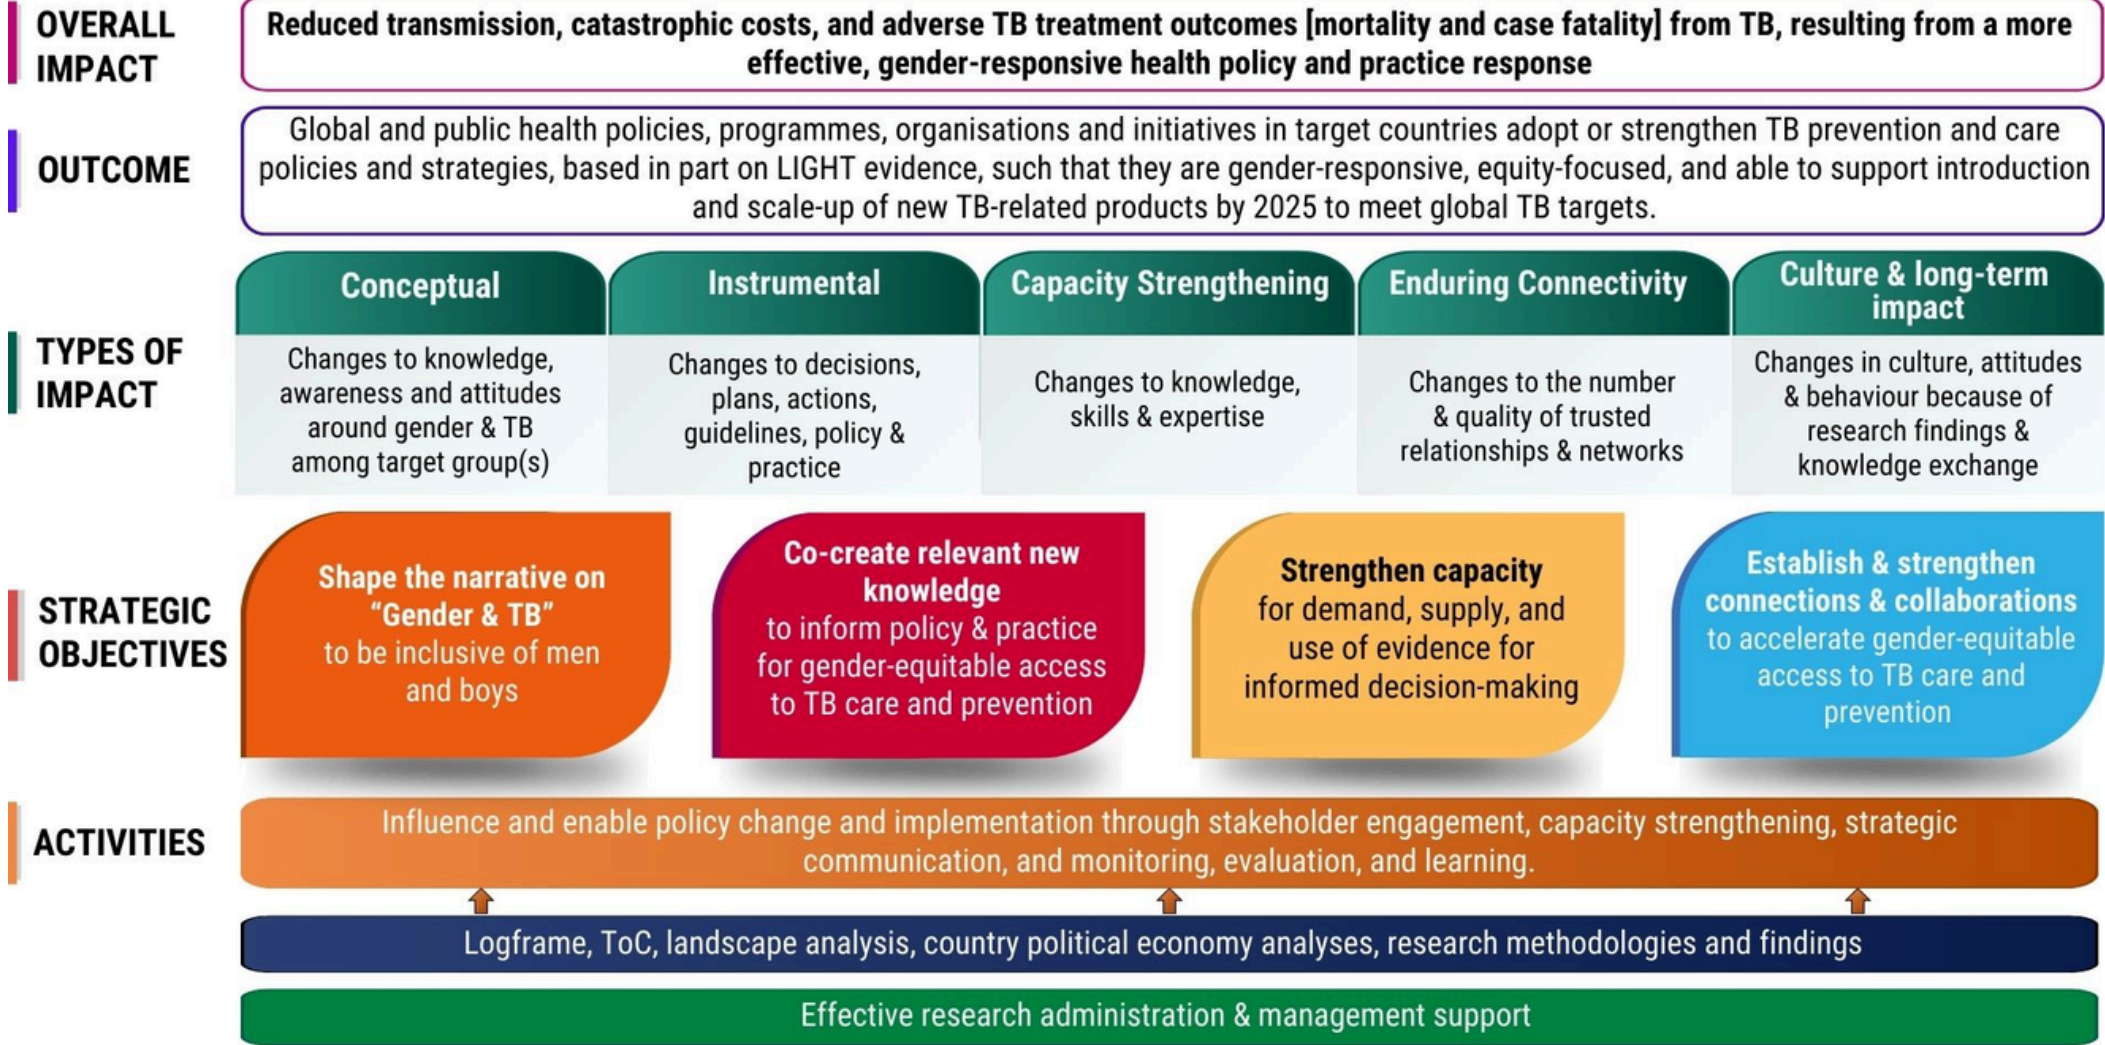 OVERALL
IMPACT
Reduced transmission, catastrophic costs, and adverse TB treatment outcomes [mortality and case fatality] from TB, resulting from a more
effective, gender-responsive health policy and practice response
OUTCOME
Global and public health policies, programmes, organisations and initiatives in target countries adopt or strengthen TB prevention and care
policies and strategies, based in part on LIGHT evidence, such that they are gender-responsive, equity-focused, and able to support introduction
and scale-up of new TB-related products by 2025 to meet global TB targets.
TYPES OF
IMPACT
Conceptual
Changes to knowledge,
awareness and attitudes
around gender & TB
among target group(s)
Instrumental
Changes to decisions,
plans, actions,
guidelines, policy &
practice
Capacity Strengthening
Changes to knowledge,
skills & expertise
Enduring Connectivity
Changes to the number
& quality of trusted
relationships & networks
Culture & long-term
impact
Changes in culture, attitudes
& behaviour because of
research findings &
knowledge exchange
STRATEGIC
OBJECTIVES
Shape the narrative on
“Gender & TB”
to be inclusive of men
and boys
Co-create relevant new
knowledge
to inform policy & practice
for gender-equitable access
to TB care and prevention
Strengthen capacity
for demand, supply, and
use of evidence for
informed decision-making
Establish & strengthen
connections & collaborations
to accelerate gender-equitable
access to TB care and
prevention
ACTIVITIES
Influence and enable policy change and implementation through stakeholder engagement, capacity strengthening, strategic
communication, and monitoring, evaluation, and learning.
Logframe, ToC, landscape analysis, country political economy analyses, research methodologies and findings
Effective research administration & management support